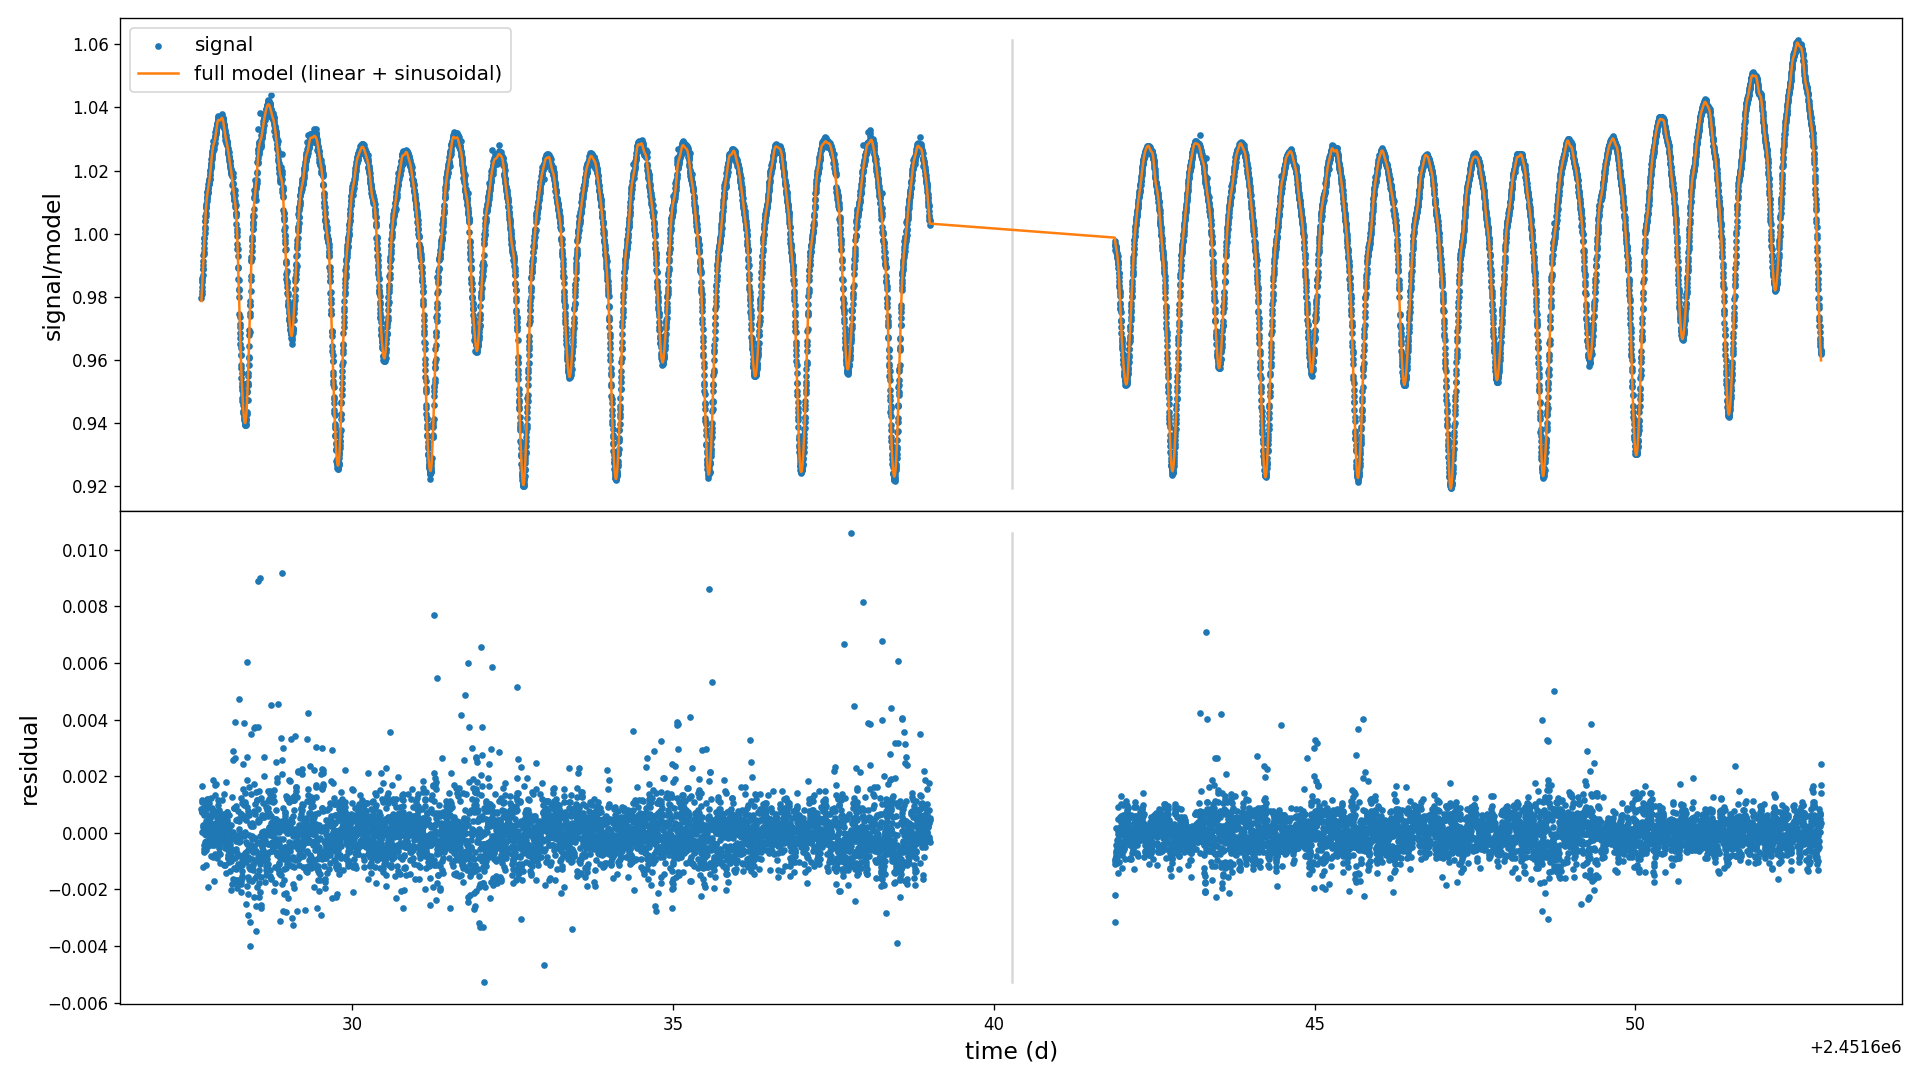 signal
full model (linear + sinusoidal)
signal/model
1.06
1.04
1.02
1.00
0.98
0.96
0.94
0.92
residual
0.010
0.008
0.006
0.004
0.002
0.000
−0.002
−0.004
−0.006
30 35 40 45 50
time (d)
+2.4516e6